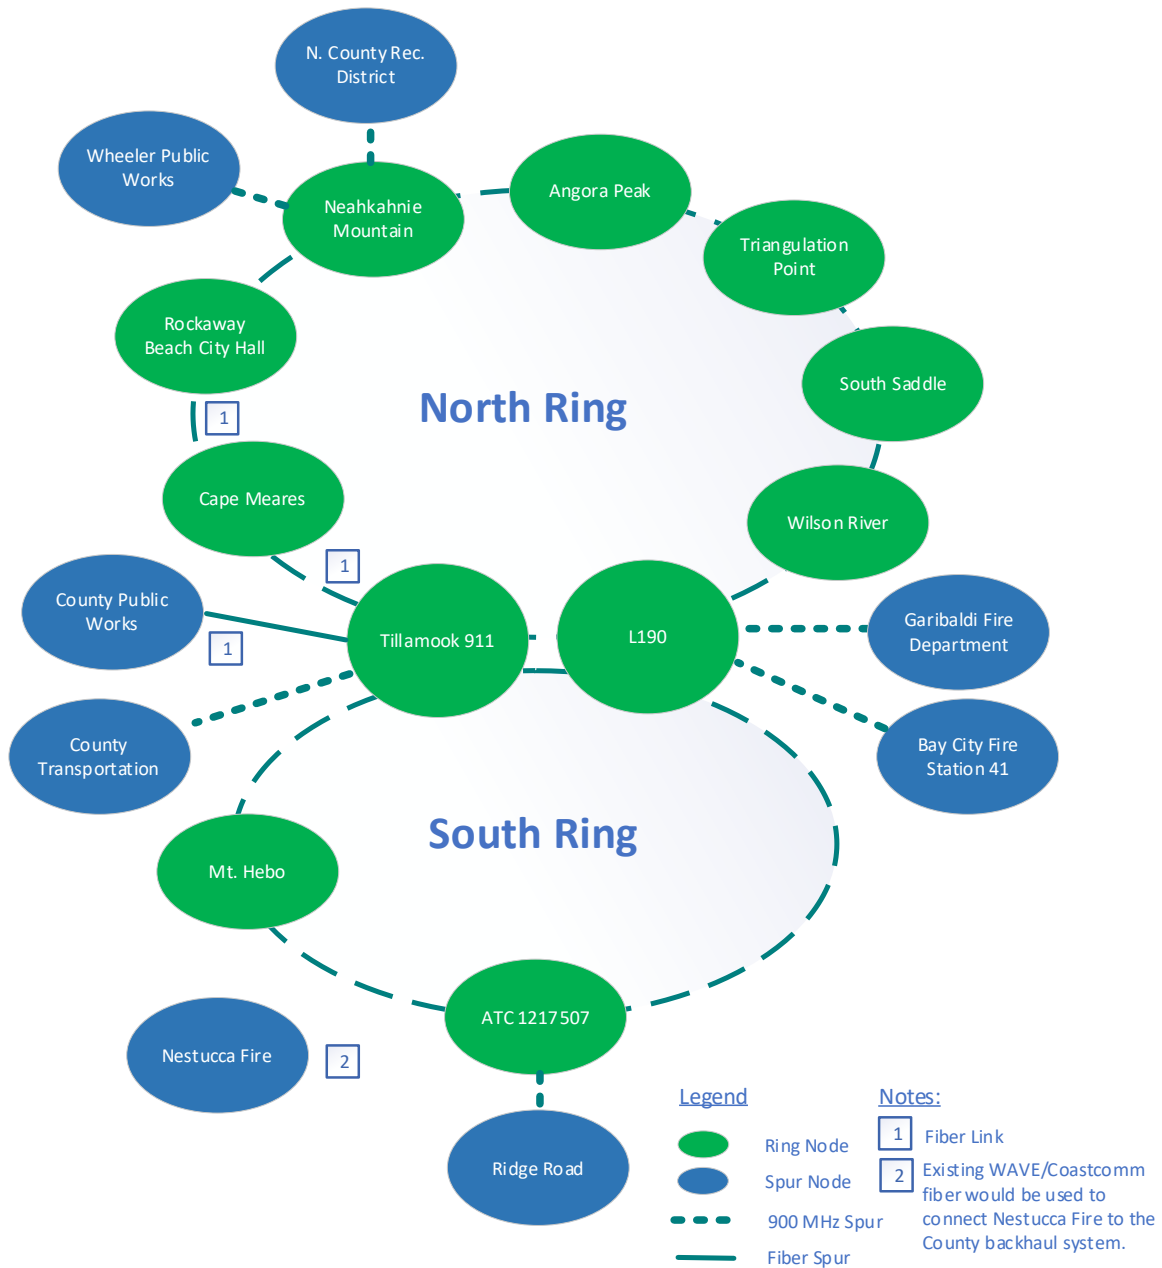 N. County Rec.
District
Wheeler Public
Works
Neahkahnie
Mountain
Angora Peak
Triangulation
Point
Rockaway
Beach City Hall
South Saddle
North Ring
1
Cape Meares
Wilson River
1
County Public
Works
Tillamook 911
L190
Garibaldi Fire
Department
1
County
Transportation
Bay City Fire
Station 41
South Ring
Mt. Hebo
ATC 1217507
Nestucca Fire
2
Ridge Road
Legend
Ring Node
Spur Node
900 MHz Spur
Fiber Spur
Notes:
1 Fiber Link
2 Existing WAVE/Coastcomm
fiber would be used to
connect Nestucca Fire to the
County backhaul system.